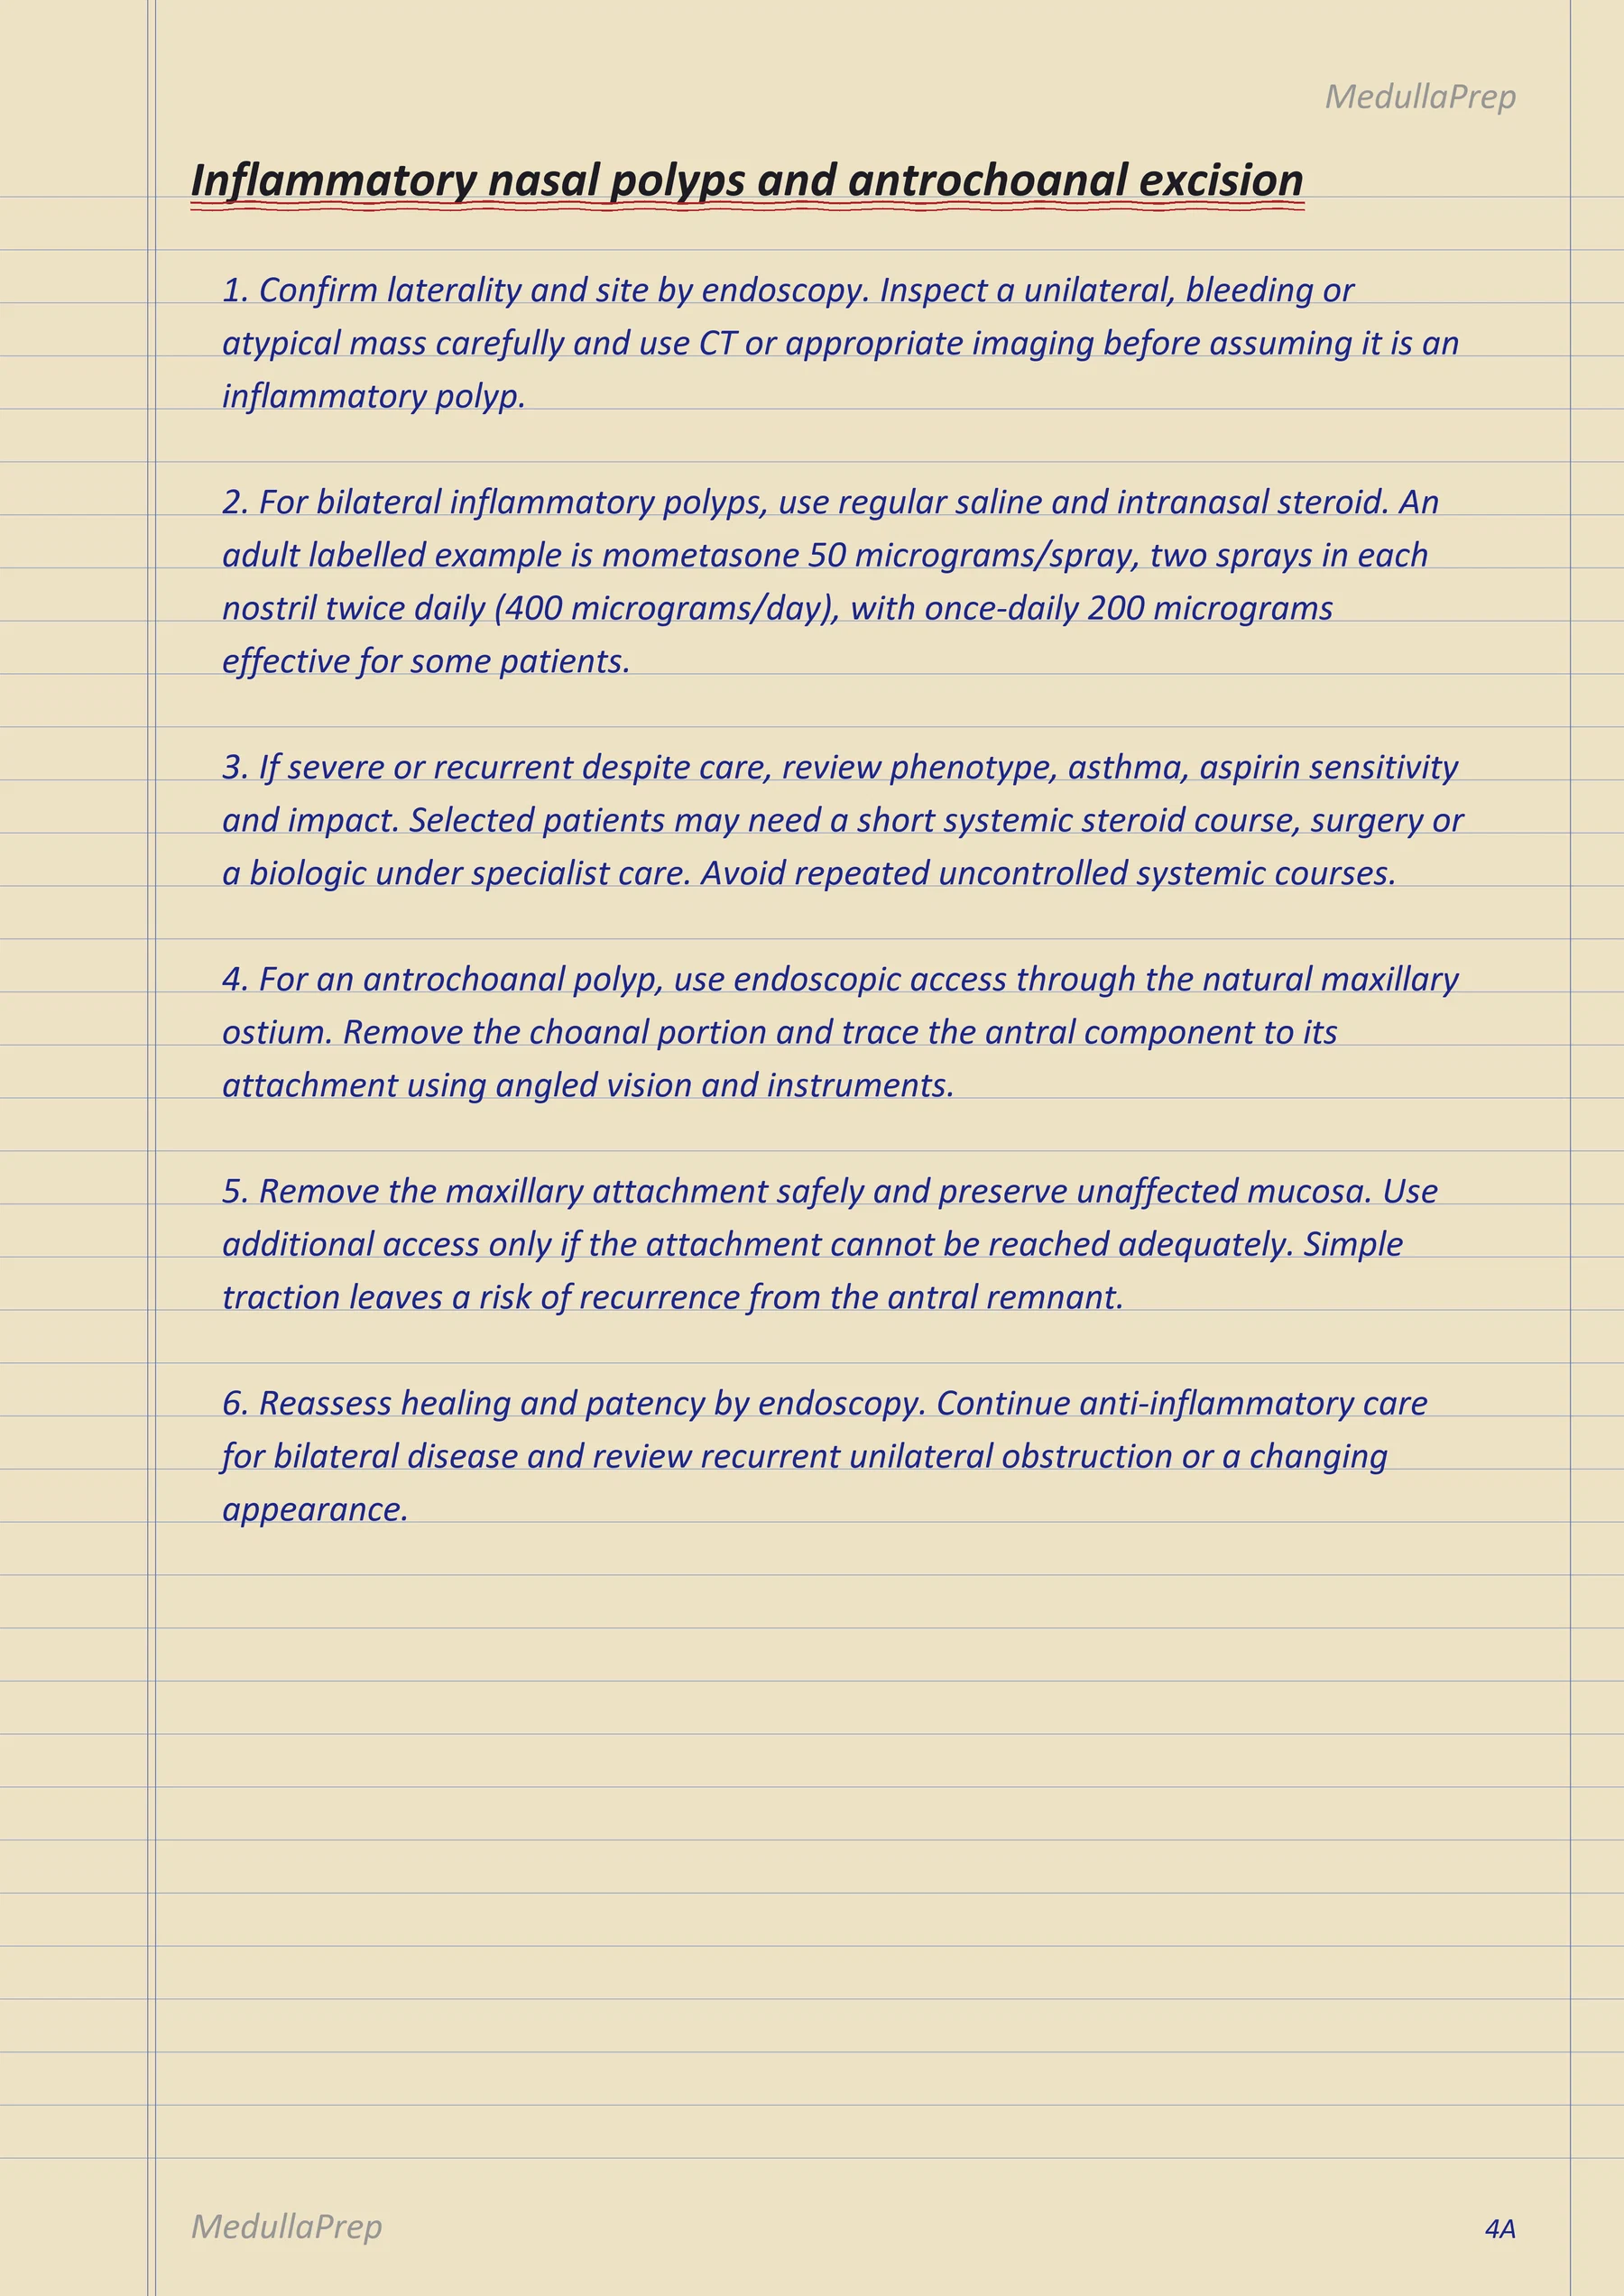 MedullaPrep
Inflammatory nasal polyps and antrochoanal excision
1. Confirm laterality and site by endoscopy. Inspect a unilateral, bleeding or
atypical mass carefully and use CT or appropriate imaging before assuming it is an
inflammatory polyp.
2. For bilateral inflammatory polyps, use regular saline and intranasal steroid. An
adult labelled example is mometasone 50 micrograms/spray, two sprays in each
nostril twice daily (400 micrograms/day), with once-daily 200 micrograms
effective for some patients.
3. If severe or recurrent despite care, review phenotype, asthma, aspirin sensitivity
and impact. Selected patients may need a short systemic steroid course, surgery or
a biologic under specialist care. Avoid repeated uncontrolled systemic courses.
4. For an antrochoanal polyp, use endoscopic access through the natural maxillary
ostium. Remove the choanal portion and trace the antral component to its
attachment using angled vision and instruments.
5. Remove the maxillary attachment safely and preserve unaffected mucosa. Use
additional access only if the attachment cannot be reached adequately. Simple
traction leaves a risk of recurrence from the antral remnant.
6. Reassess healing and patency by endoscopy. Continue anti-inflammatory care
for bilateral disease and review recurrent unilateral obstruction or a changing
appearance.
MedullaPrep
4A